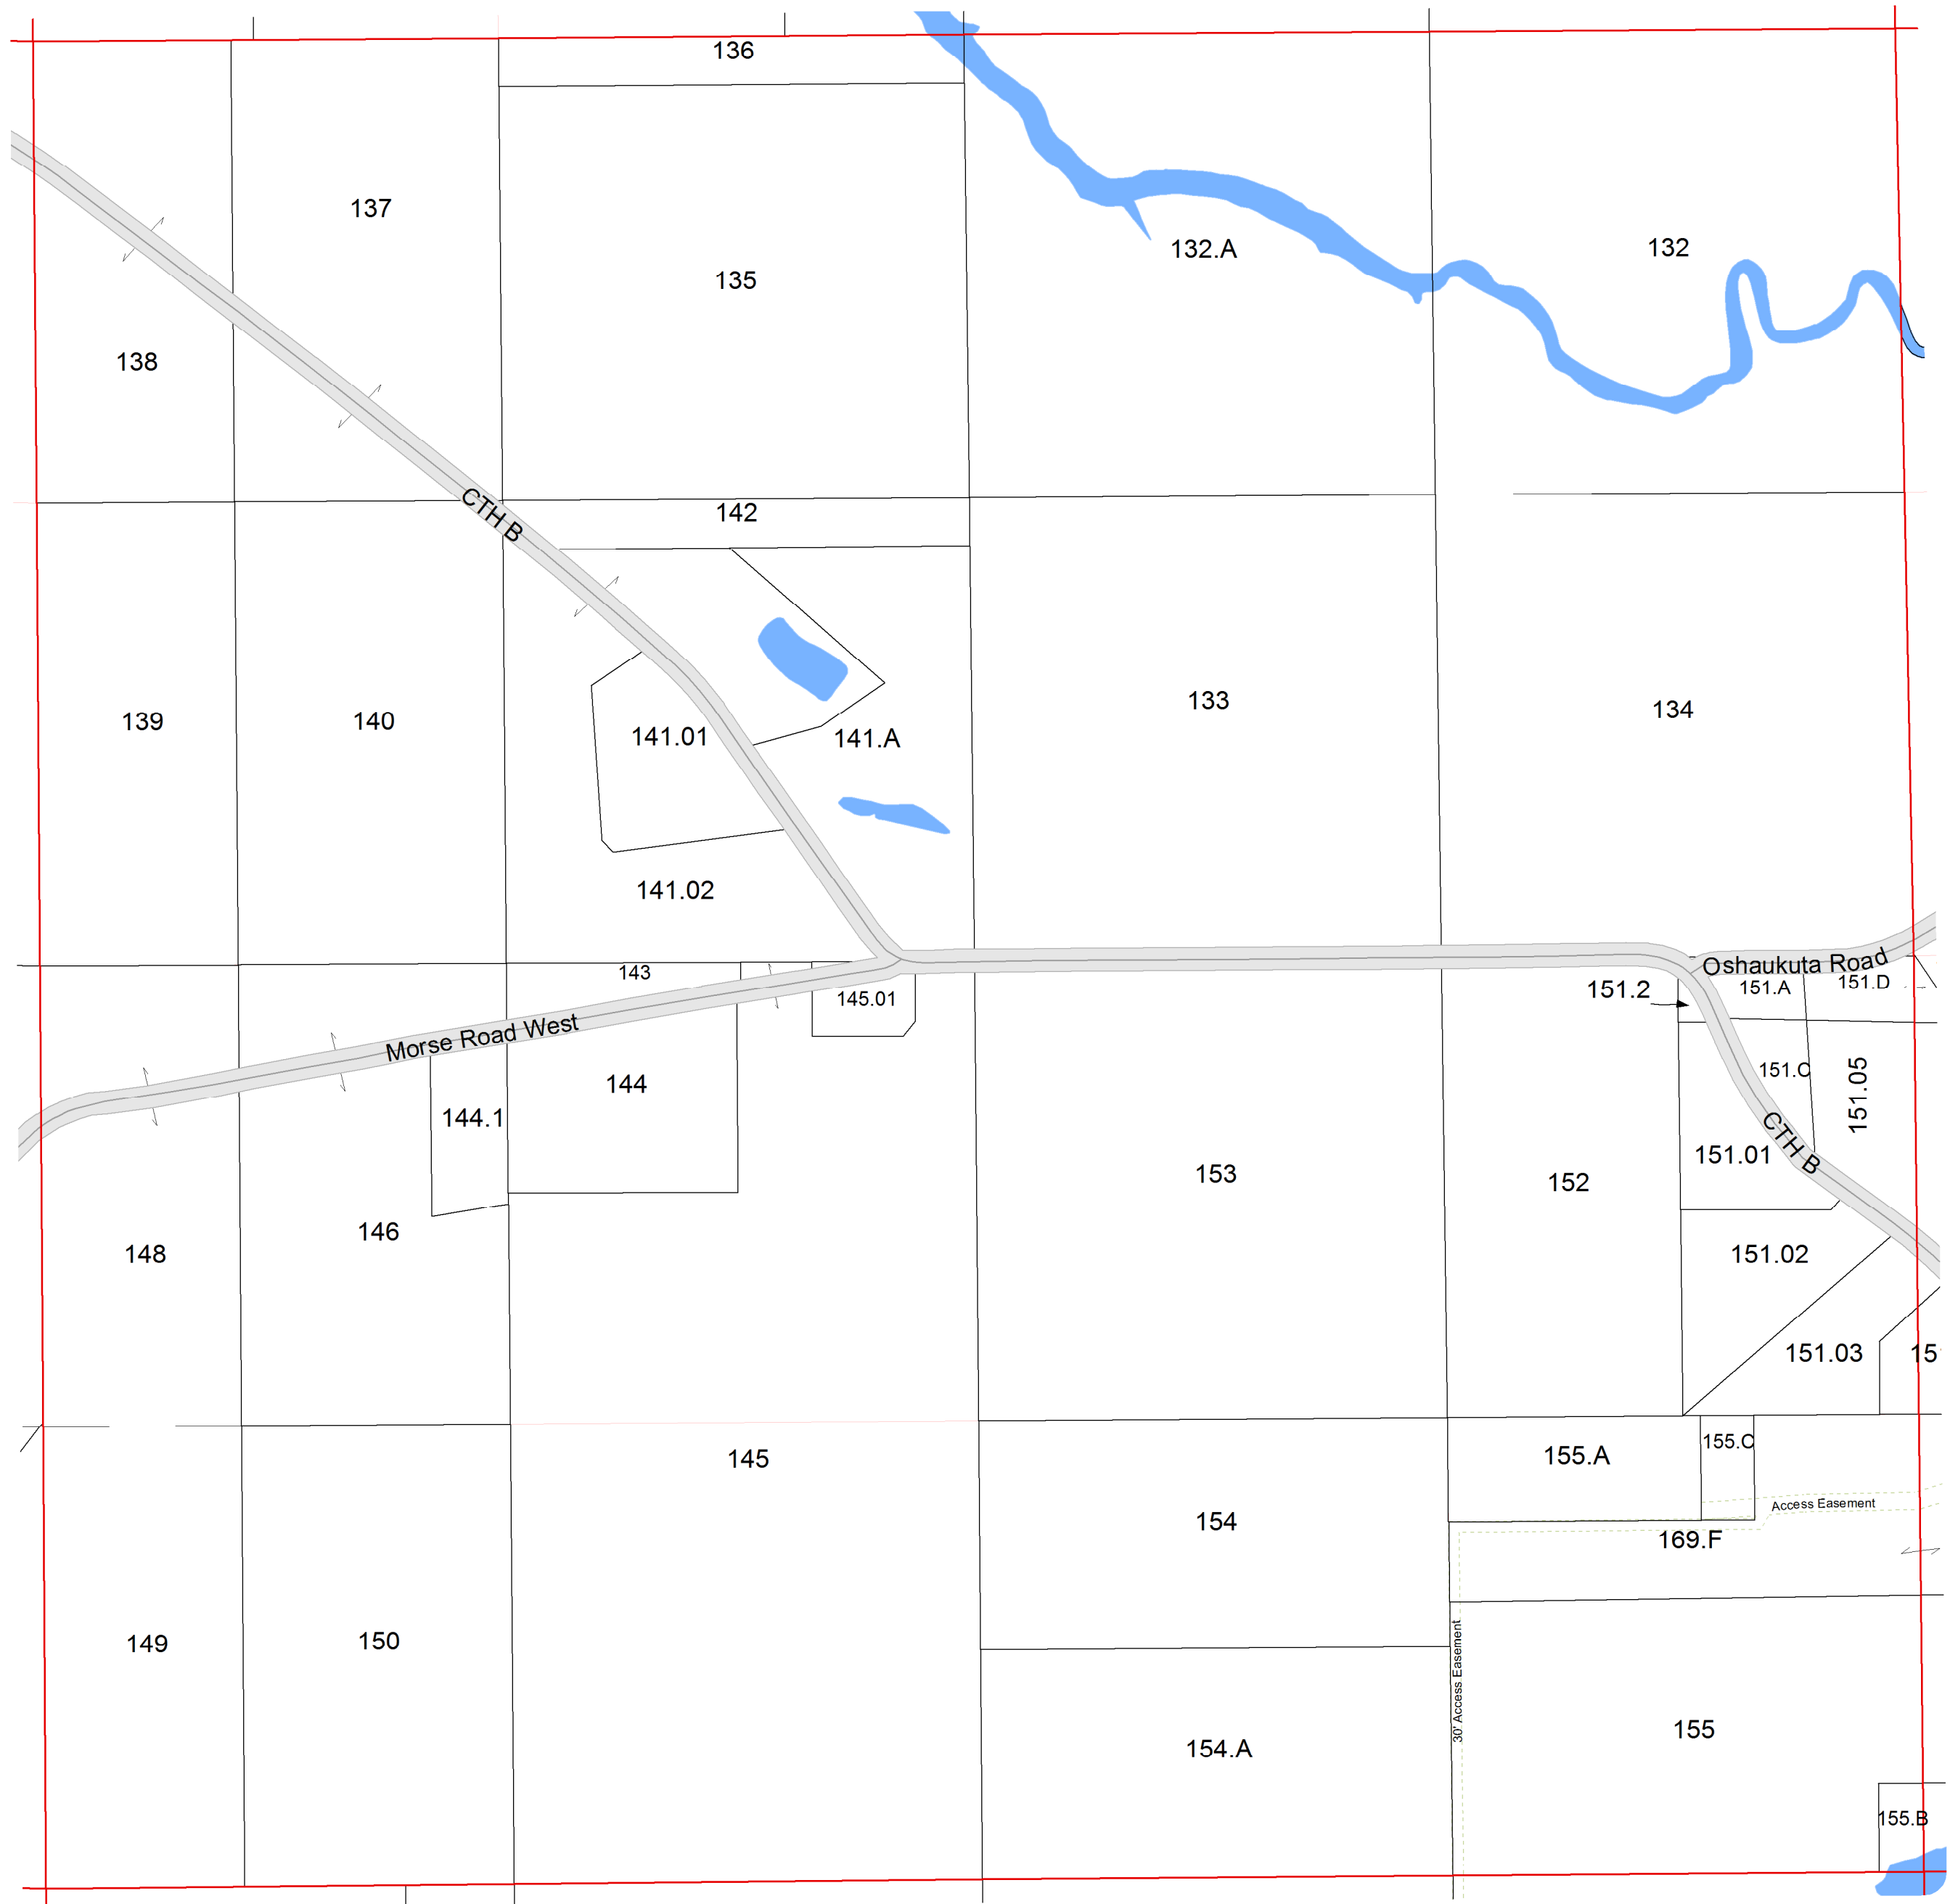 136
137
132.A
132
135
138
CTH B
142
133
134
139
140
141.01
141.A
141.02
Oshaukuta Road
143
151.2
151.A
151.D
145.01
Morse Road West
144
151.C
151.05
144.1
CTH B
151.01
153
152
146
148
151.02
151.03
15
145
155.A
155.C
Access Easement
154
169.F
149
150
30' Access Easement
155
154.A
155.B